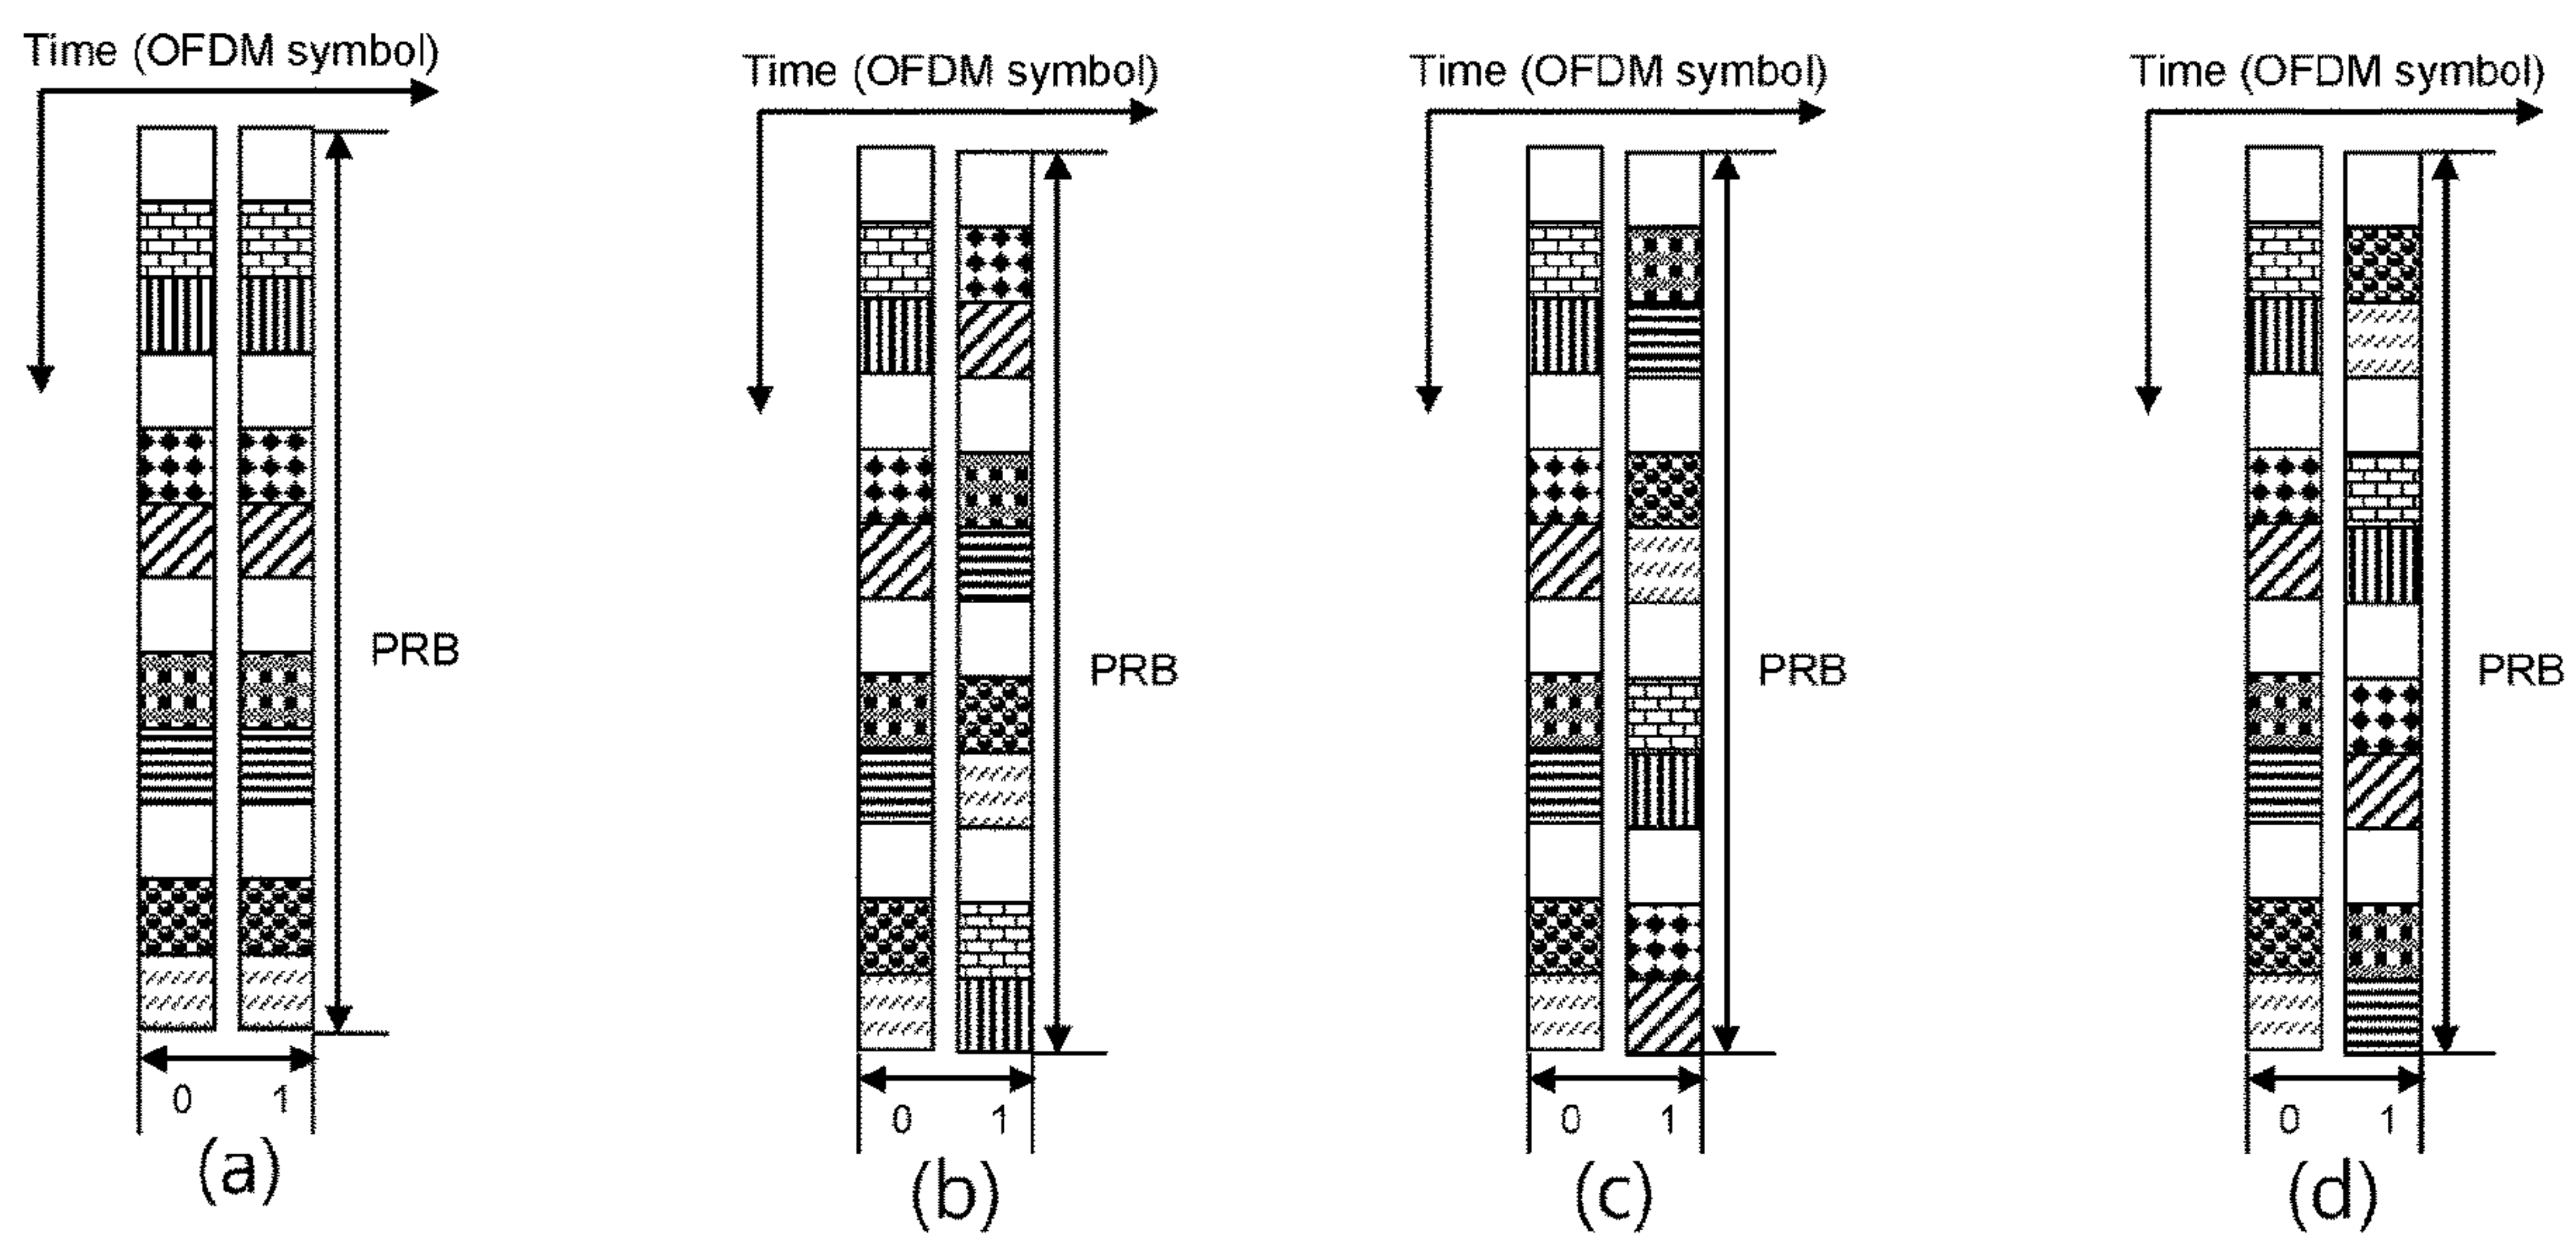 Time (OFDM symbol)
PRB
0 1
(a)
Time (OFDM symbol)
PRB
0 1
(b)
Time (OFDM symbol)
PRB
0 1
(c)
Time (OFDM symbol)
PRB
0 1
(d)